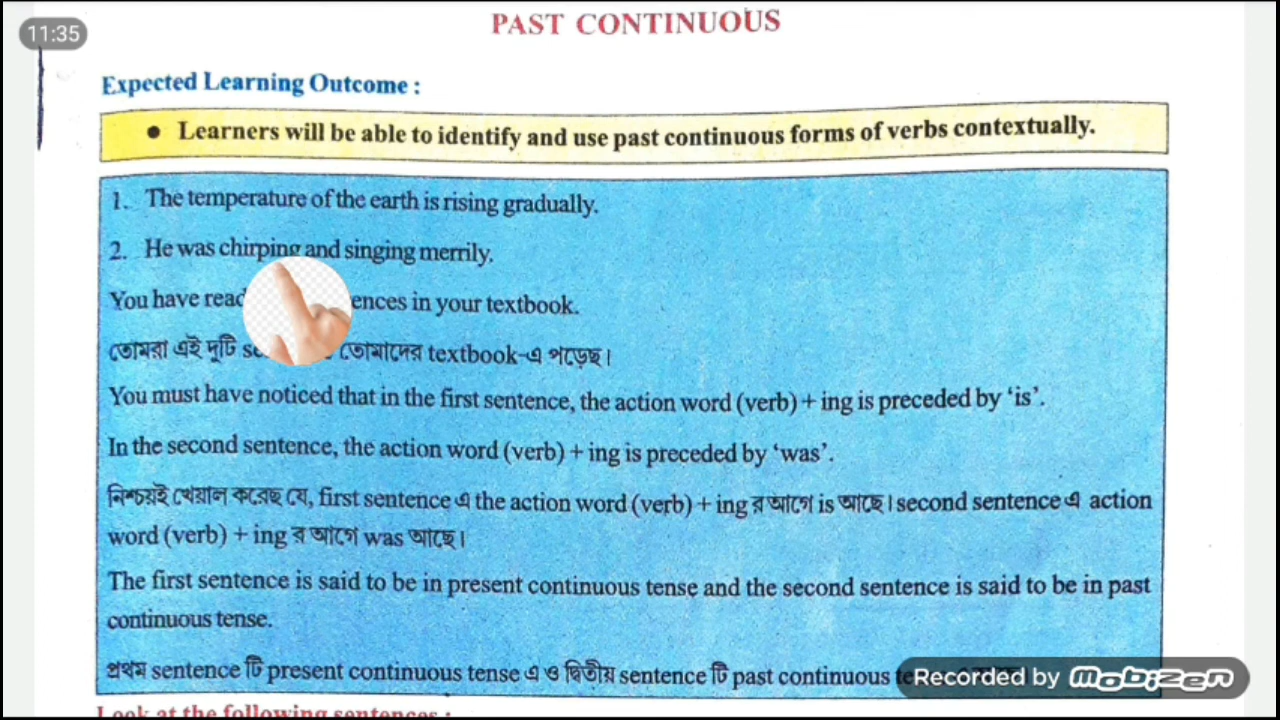 11:35
PAST CONTINUOUS
Expected Learning Outcome :
• Learners will be able to identify and use past continuous forms of verbs contextually.
1. The temperature of the earth is rising gradually.
2. He was chirping and singing merrily.
You have read ences in your textbook.
তোমরা এই দুটি se তোমাদের textbook-এ পড়েছ।
You must have noticed that in the first sentence, the action word (verb) + ing is preceded by ‘is’.
In the second sentence, the action word (verb) + ing is preceded by ‘was’.
নিশ্চয়ই খেয়াল করেছ যে, first sentence এ the action word (verb) + ing র আগে is আছে। second sentence এ action
word (verb) + ing র আগে was আছে।
The first sentence is said to be in present continuous tense and the second sentence is said to be in past
continuous tense.
প্রথম sentence টি present continuous tense এ ও দ্বিতীয় sentence টি past continuous
Recorded by mobizen
Look at the following sentences :